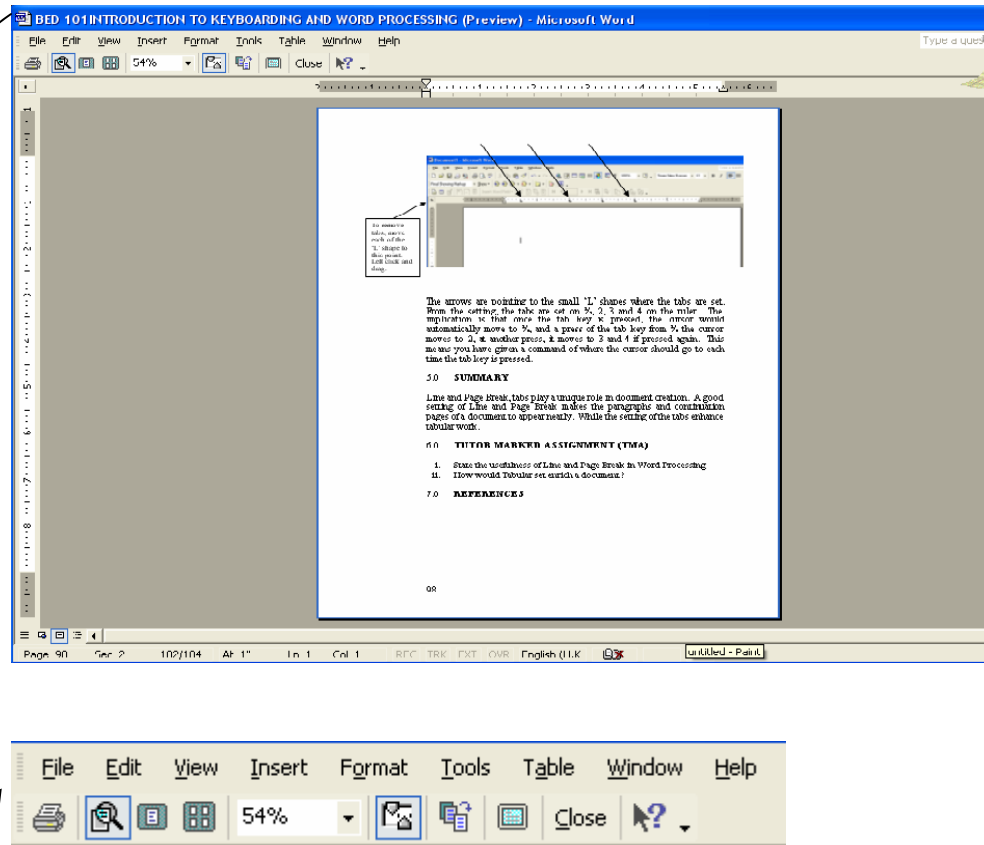 BED 101INTRODUCTION TO KEYBOARDING AND WORD PROCESSING (Preview) - Microsoft Word
File Edit View Insert Format Tools Table Window Help
Type a ques
54% Close
To remove
tabs, move
each of the
"L" shape to
this point.
Left click and
drag.
The arrows are pointing to the small "L" shapes where the tabs are set.
From the setting, the tabs are set on ¾, 2, 3 and 4 on the ruler. The
implication is that once the tab key is pressed, the cursor would
automatically move to ¾, and a press of the tab key from ¾ the cursor
moves to 2, at another press, it moves to 3 and 4 if pressed again. This
means you have given a command of where the cursor should go to each
time the tab key is pressed.
5.0 SUMMARY
Line and Page Break, tabs play a unique role in document creation. A good
setting of Line and Page Break makes the paragraphs and continuation
pages of a document to appear neatly. While the setting of the tabs enhance
tabular work.
6.0 TUTOR MARKED ASSIGNMENT (TMA)
i. State the usefulness of Line and Page Break in Word Processing
ii. How would Tabular set enrich a document?
7.0 REFERENCES
Page 90 Sec 2 102/104 At 1" Ln 1 Col 1 REC TRK EXT OVR English (U.K
untitled - Paint
File Edit View Insert Format Tools Table Window Help
54% Close